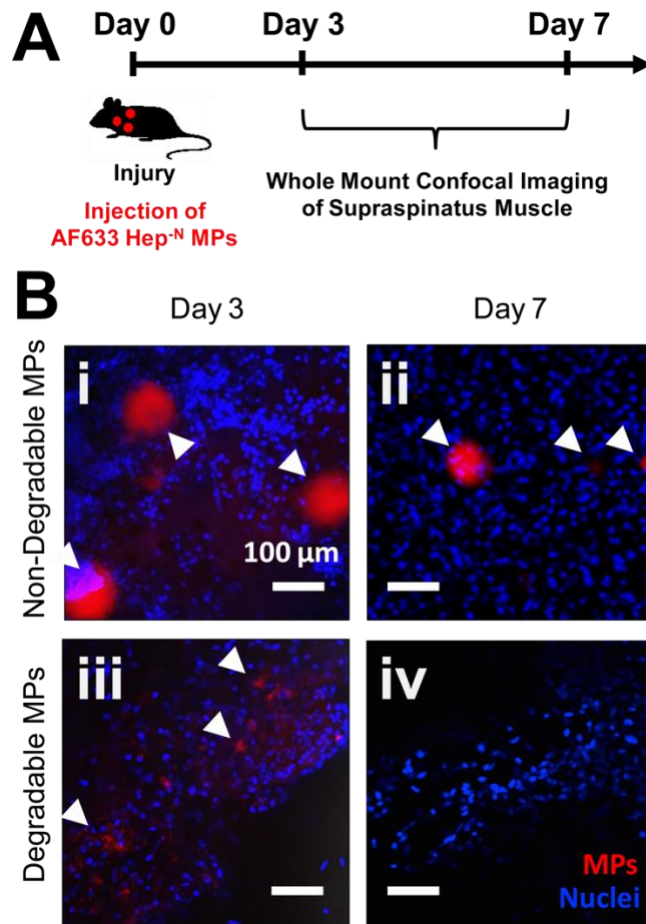 A
Day 0 Day 3 Day 7
Injury
Injection of
AF633 Hep-N MPs
Whole Mount Confocal Imaging
of Supraspinatus Muscle
B
Day 3 Day 7
Non-Degradable MPs
i
100 µm
ii
Degradable MPs
iii
iv
MPs
Nuclei